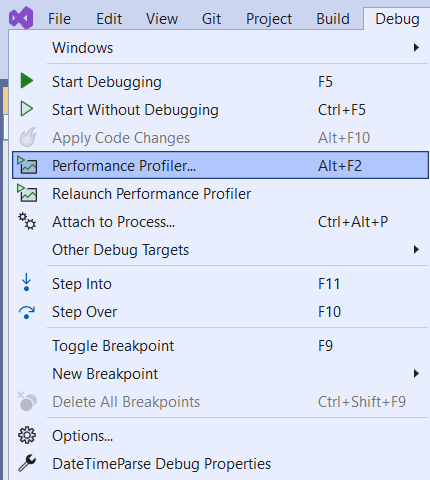 File Edit View Git Project Build Debug
Windows
Start Debugging F5
Start Without Debugging Ctrl+F5
Apply Code Changes Alt+F10
Performance Profiler... Alt+F2
Relaunch Performance Profiler
Attach to Process... Ctrl+Alt+P
Other Debug Targets
Step Into F11
Step Over F10
Toggle Breakpoint F9
New Breakpoint
Delete All Breakpoints Ctrl+Shift+F9
Options...
DateTimeParse Debug Properties